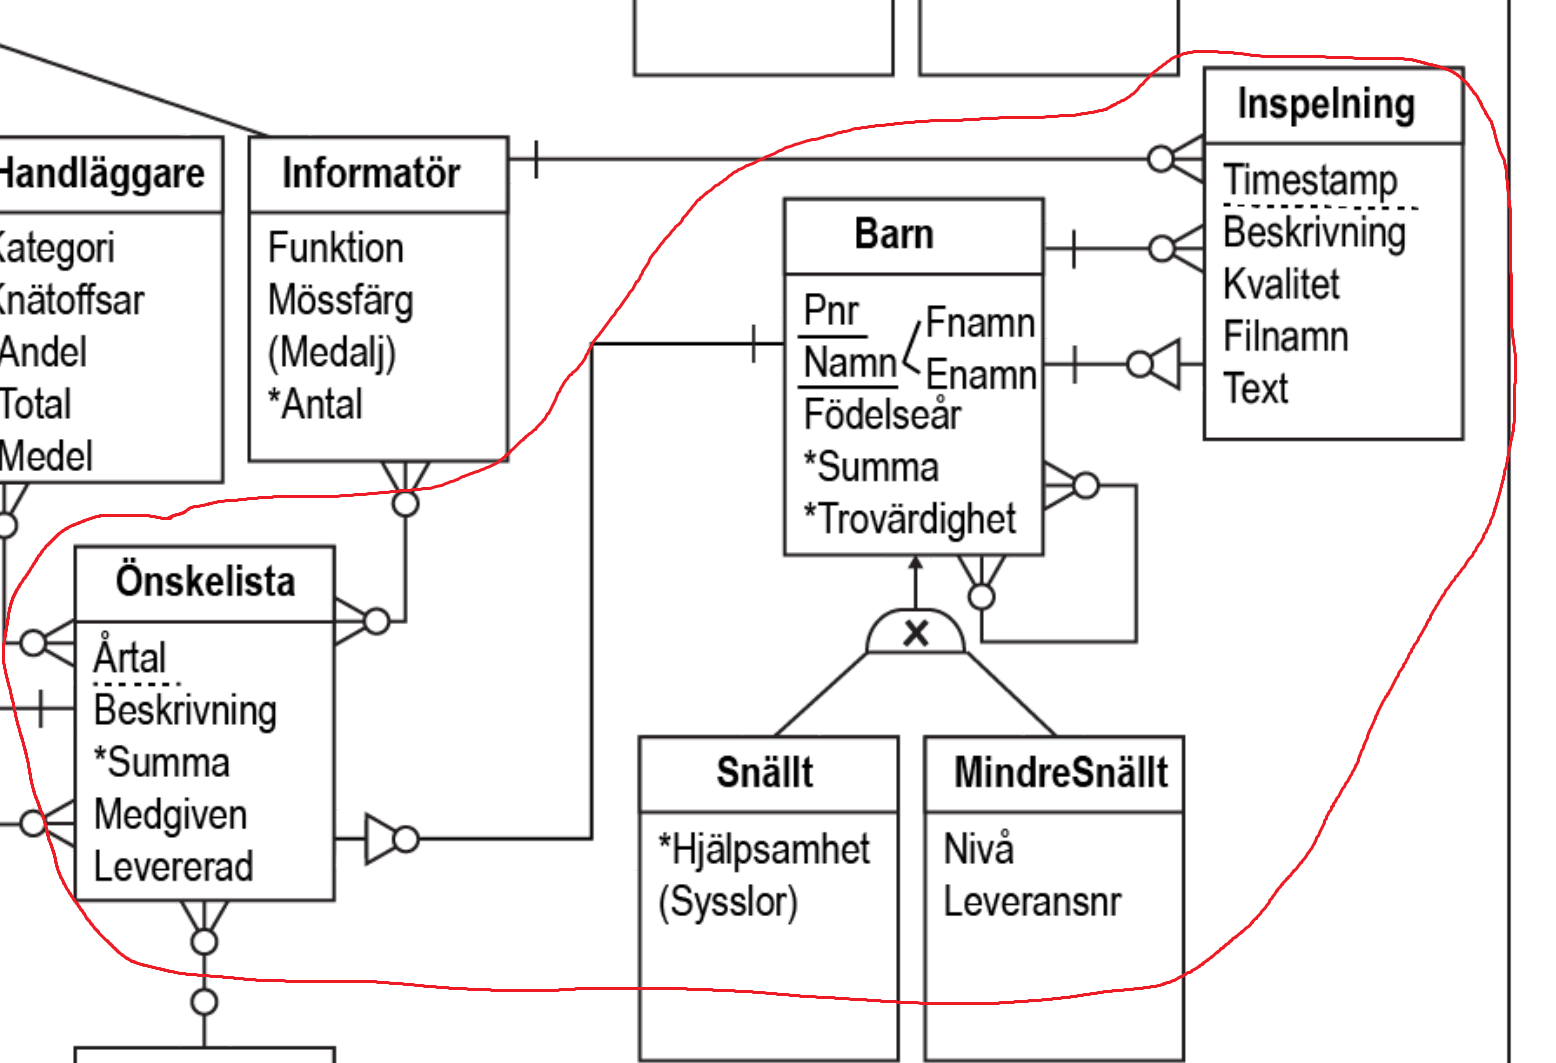 Handläggare
Kategori
Knätoffsar
Andel
Total
Medel
Informatör
Funktion
Mössfärg
(Medalj)
*Antal
Inspelning
Timestamp
Beskrivning
Kvalitet
Filnamn
Text
Barn
Pnr
Namn
Fnamn
Enamn
Födelseår
*Summa
*Trovärdighet
Önskelista
Årtal
Beskrivning
*Summa
Medgiven
Levererad
Snällt
*Hjälpsamhet
(Sysslor)
MindreSnällt
Nivå
Leveransnr